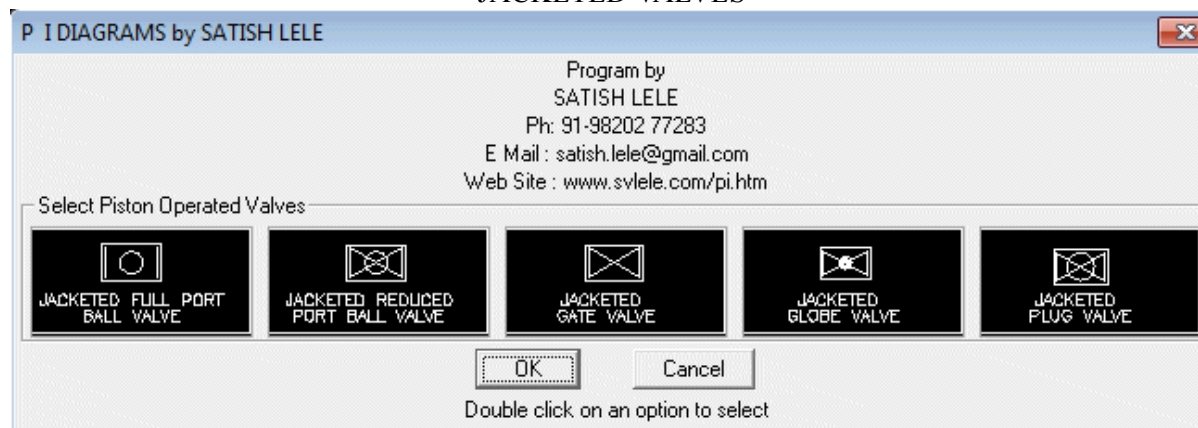 JACKETED VALVES
P I DIAGRAMS by SATISH LELE
Program by
SATISH LELE
Ph: 91-98202 77283
E Mail : satish.lele@gmail.com
Web Site : www.svlele.com/pi.htm
Select Piston Operated Valves
JACKETED FULL PORT
BALL VALVE
JACKETED REDUCED
PORT BALL VALVE
JACKETED
GATE VALVE
JACKETED
GLOBE VALVE
JACKETED
PLUG VALVE
OK
Cancel
Double click on an option to select